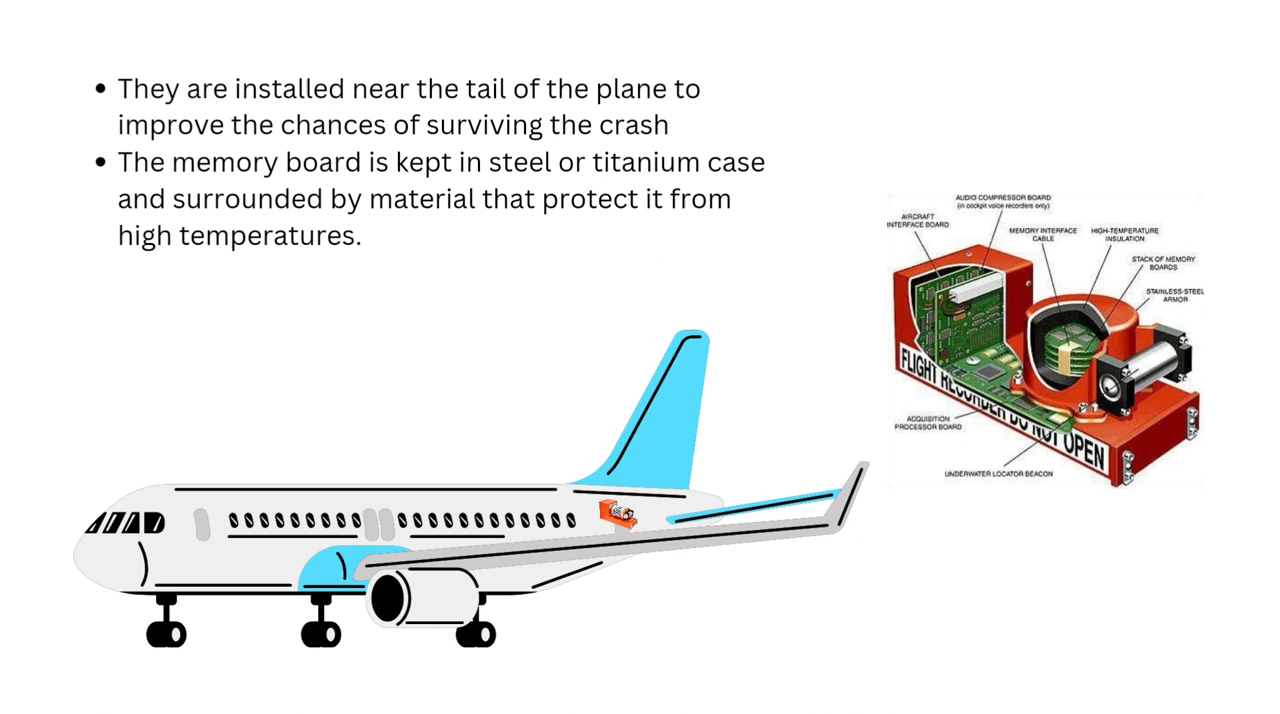 • They are installed near the tail of the plane to
improve the chances of surviving the crash
• The memory board is kept in steel or titanium case
and surrounded by material that protect it from
high temperatures.
AUDIO COMPRESSOR BOARD
(in cockpit voice recorders only)
AIRCRAFT
INTERFACE BOARD
MEMORY INTERFACE
CABLE
HIGH-TEMPERATURE
INSULATION
STACK OF MEMORY
BOARDS
STAINLESS-STEEL
ARMOR
FLIGHT RECORDER DO NOT OPEN
ACQUISITION
PROCESSOR BOARD
UNDERWATER LOCATOR BEACON